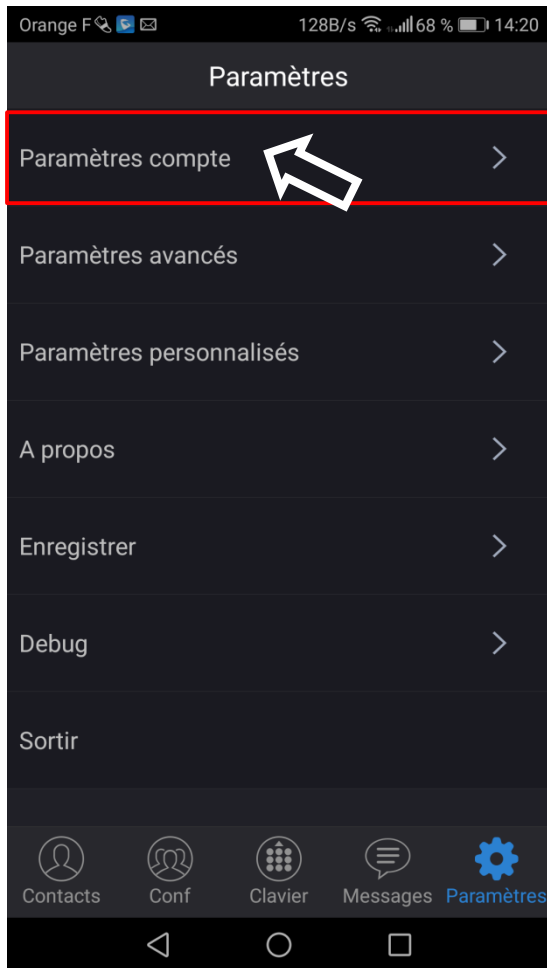 Orange F 128B/s 68 % 14:20
Paramètres
Paramètres compte
Paramètres avancés
Paramètres personnalisés
A propos
Enregistrer
Debug
Sortir
Contacts Conf Clavier Messages Paramètres